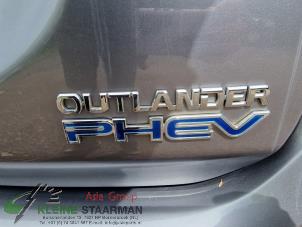 OUTLANDER
PHEV
Asia Group
KLEINE STAARMAN